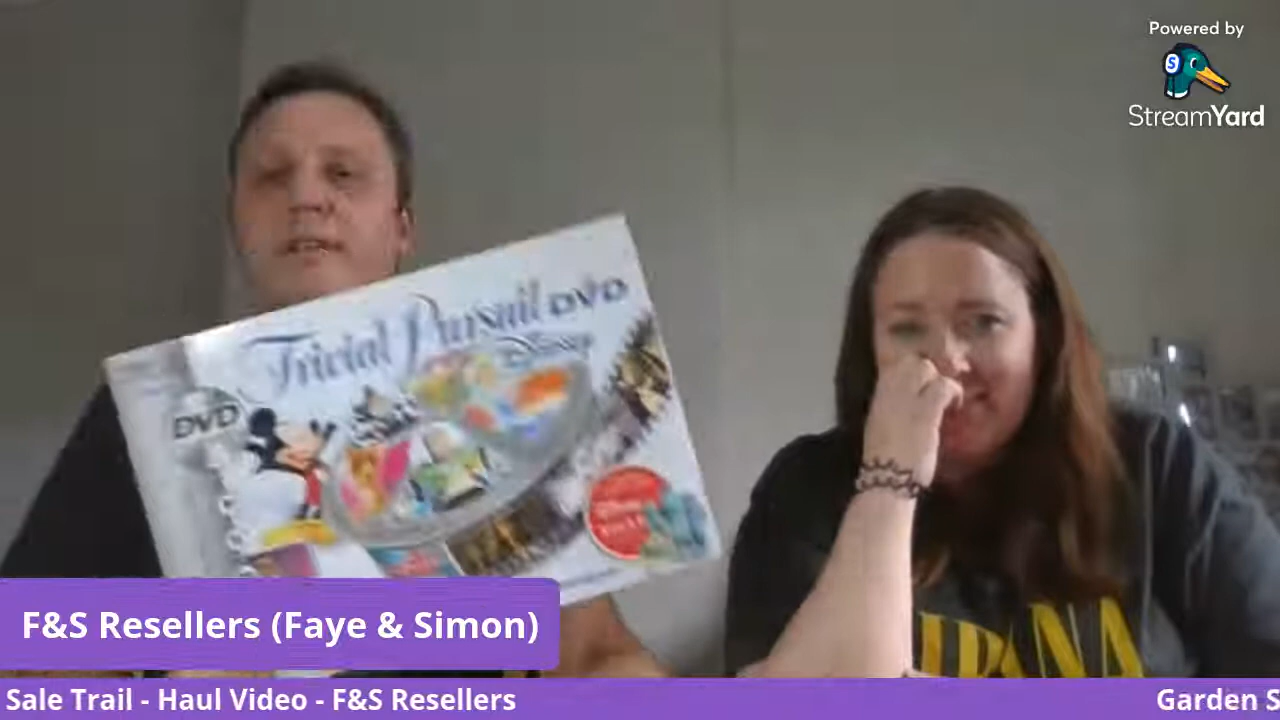 Powered by
StreamYard
Trivial Pursuit DVD
Disney
DVD
F&S Resellers (Faye & Simon)
Sale Trail - Haul Video - F&S Resellers
Garden S